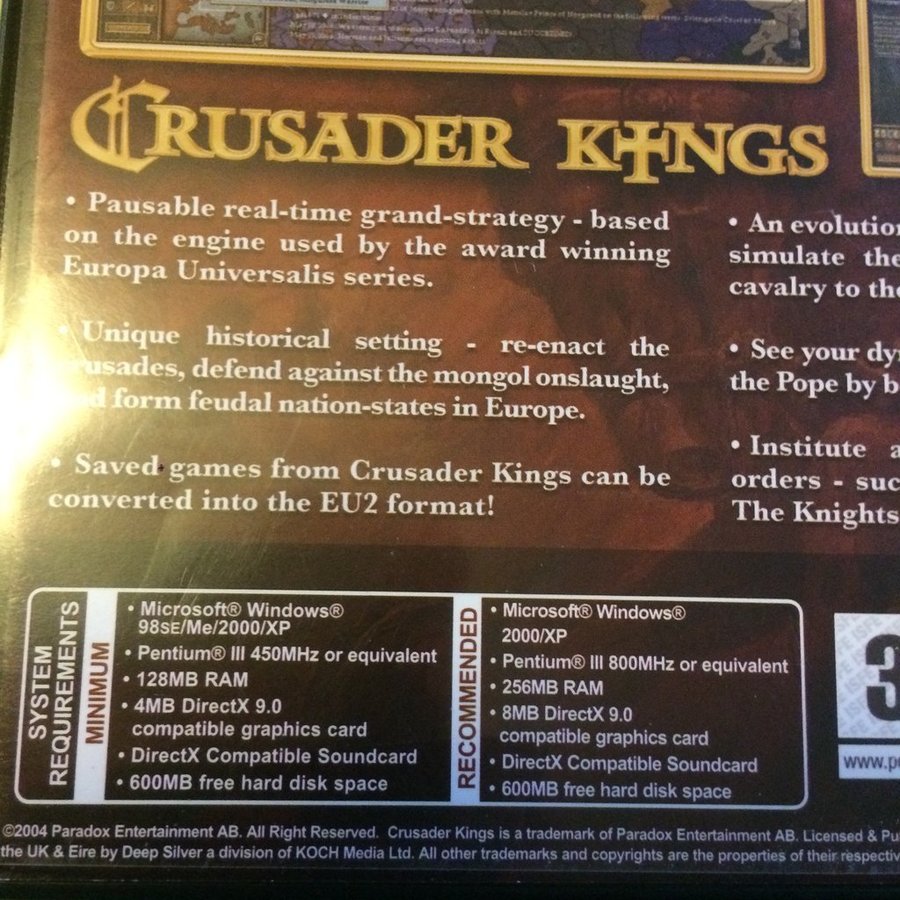 CRUSADER KINGS
• Pausable real-time grand-strategy - based
on the engine used by the award winning
Europa Universalis series.
• Unique historical setting - re-enact the
Crusades, defend against the mongol onslaught,
and form feudal nation-states in Europe.
• Saved games from Crusader Kings can be
converted into the EU2 format!
• An evolution
simulate the
cavalry to the
• See your dy
the Pope by b
• Institute a
orders - suc
The Knights
SYSTEM
REQUIREMENTS
MINIMUM
• Microsoft® Windows®
98SE/Me/2000/XP
• Pentium® III 450MHz or equivalent
• 128MB RAM
• 4MB DirectX 9.0
compatible graphics card
• DirectX Compatible Soundcard
• 600MB free hard disk space
RECOMMENDED
• Microsoft® Windows®
2000/XP
• Pentium® III 800MHz or equivalent
• 256MB RAM
• 8MB DirectX 9.0
compatible graphics card
• DirectX Compatible Soundcard
• 600MB free hard disk space
3
www.pe
©2004 Paradox Entertainment AB. All Right Reserved. Crusader Kings is a trademark of Paradox Entertainment AB. Licensed & Pu
the UK & Eire by Deep Silver a division of KOCH Media Ltd. All other trademarks and copyrights are the properties of their respectiv